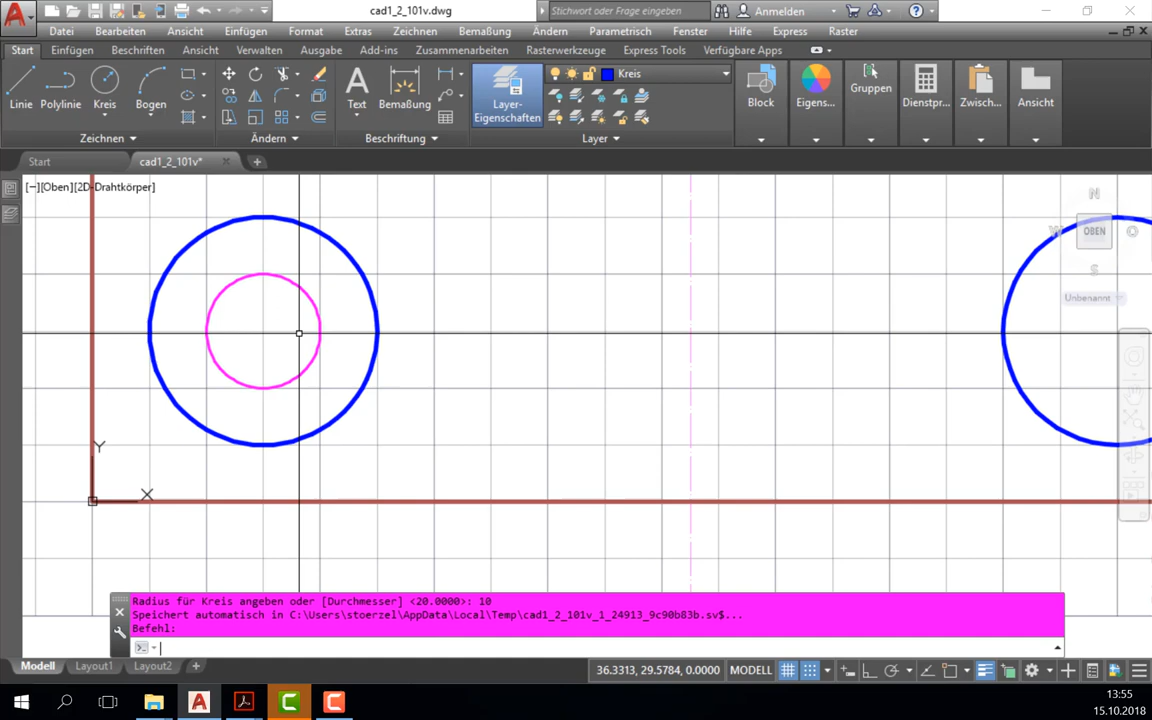 cad1_2_101v.dwg
Stichwort oder Frage eingeben
Anmelden
Datei Bearbeiten Ansicht Einfügen Format Extras Zeichnen Bemaßung Ändern Parametrisch Fenster Hilfe Express Raster
Start Einfügen Beschriften Ansicht Verwalten Ausgabe Add-ins Zusammenarbeiten Rasterwerkzeuge Express Tools Verfügbare Apps
Kreis
Linie Polylinie Kreis Bogen
Text Bemaßung
Layer-
Eigenschaften
Block Eigens... Gruppen Dienstpr... Zwisch... Ansicht
Zeichnen Ändern Beschriftung Layer
Start cad1_2_101v*
[−][Oben][2D-Drahtkörper]
N
W OBEN O
S
Unbenannt
Y
X
Radius für Kreis angeben oder [Durchmesser] <20.0000>: 10
Speichert automatisch in C:\Users\stoerzel\AppData\Local\Temp\cad1_2_101v_1_24913_9c90b83b.sv$...
Befehl:
Modell Layout1 Layout2
36.3313, 29.5784, 0.0000 MODELL
13:55
15.10.2018